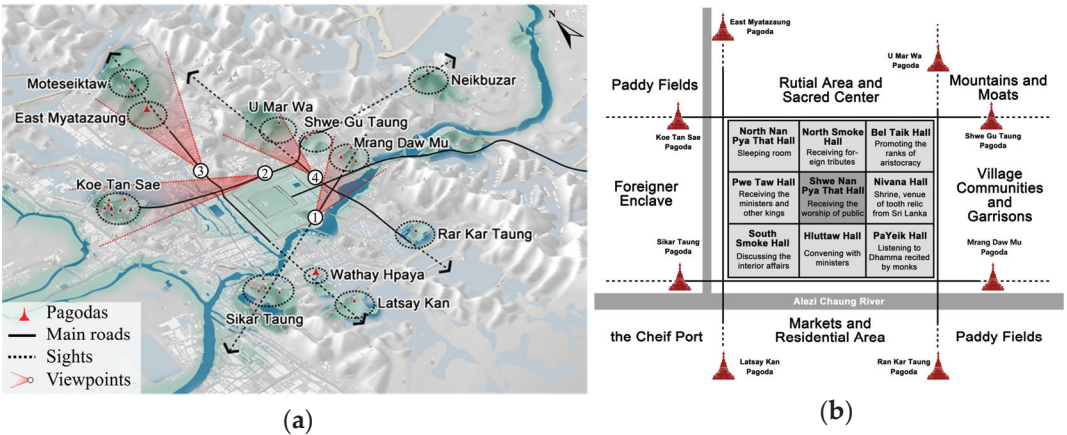 (a)
N
Moteseiktaw
East Myatazaung
Koe Tan Sae
U Mar Wa
Shwe Gu Taung
Mrang Daw Mu
Neikbuzar
3
2
4
1
Rar Kar Taung
Wathay Hpaya
Latsay Kan
Sikar Taung
Pagodas
Main roads
Sights
Viewpoints
(a)
East Myatazaung
Pagoda
U Mar Wa
Pagoda
Paddy Fields
Rutial Area and
Sacred Center
Mountains and
Moats
Koe Tan Sae
Pagoda
Shwe Gu Taung
Pagoda
North Nan
Pya That Hall
Sleeping room
North Smoke
Hall
Receiving for-
eign tributes
Bel Taik Hall
Promoting the
ranks of
aristocracy
Foreigner
Enclave
Pwe Taw Hall
Receiving the
ministers and
other kings
Shwe Nan
Pya That Hall
Receiving the
worship of public
Nivana Hall
Shrine, venue
of tooth relic
from Sri Lanka
Village
Communities
and
Garrisons
South
Smoke Hall
Discussing the
interior affairs
Hluttaw Hall
Convening with
ministers
PaYeik Hall
Listening to
Dhamma recited
by monks
Sikar Taung
Pagoda
Mrang Daw Mu
Pagoda
Alezi Chaung River
the Cheif Port
Markets and
Residential Area
Paddy Fields
Latsay Kan
Pagoda
Ran Kar Taung
Pagoda
(b)